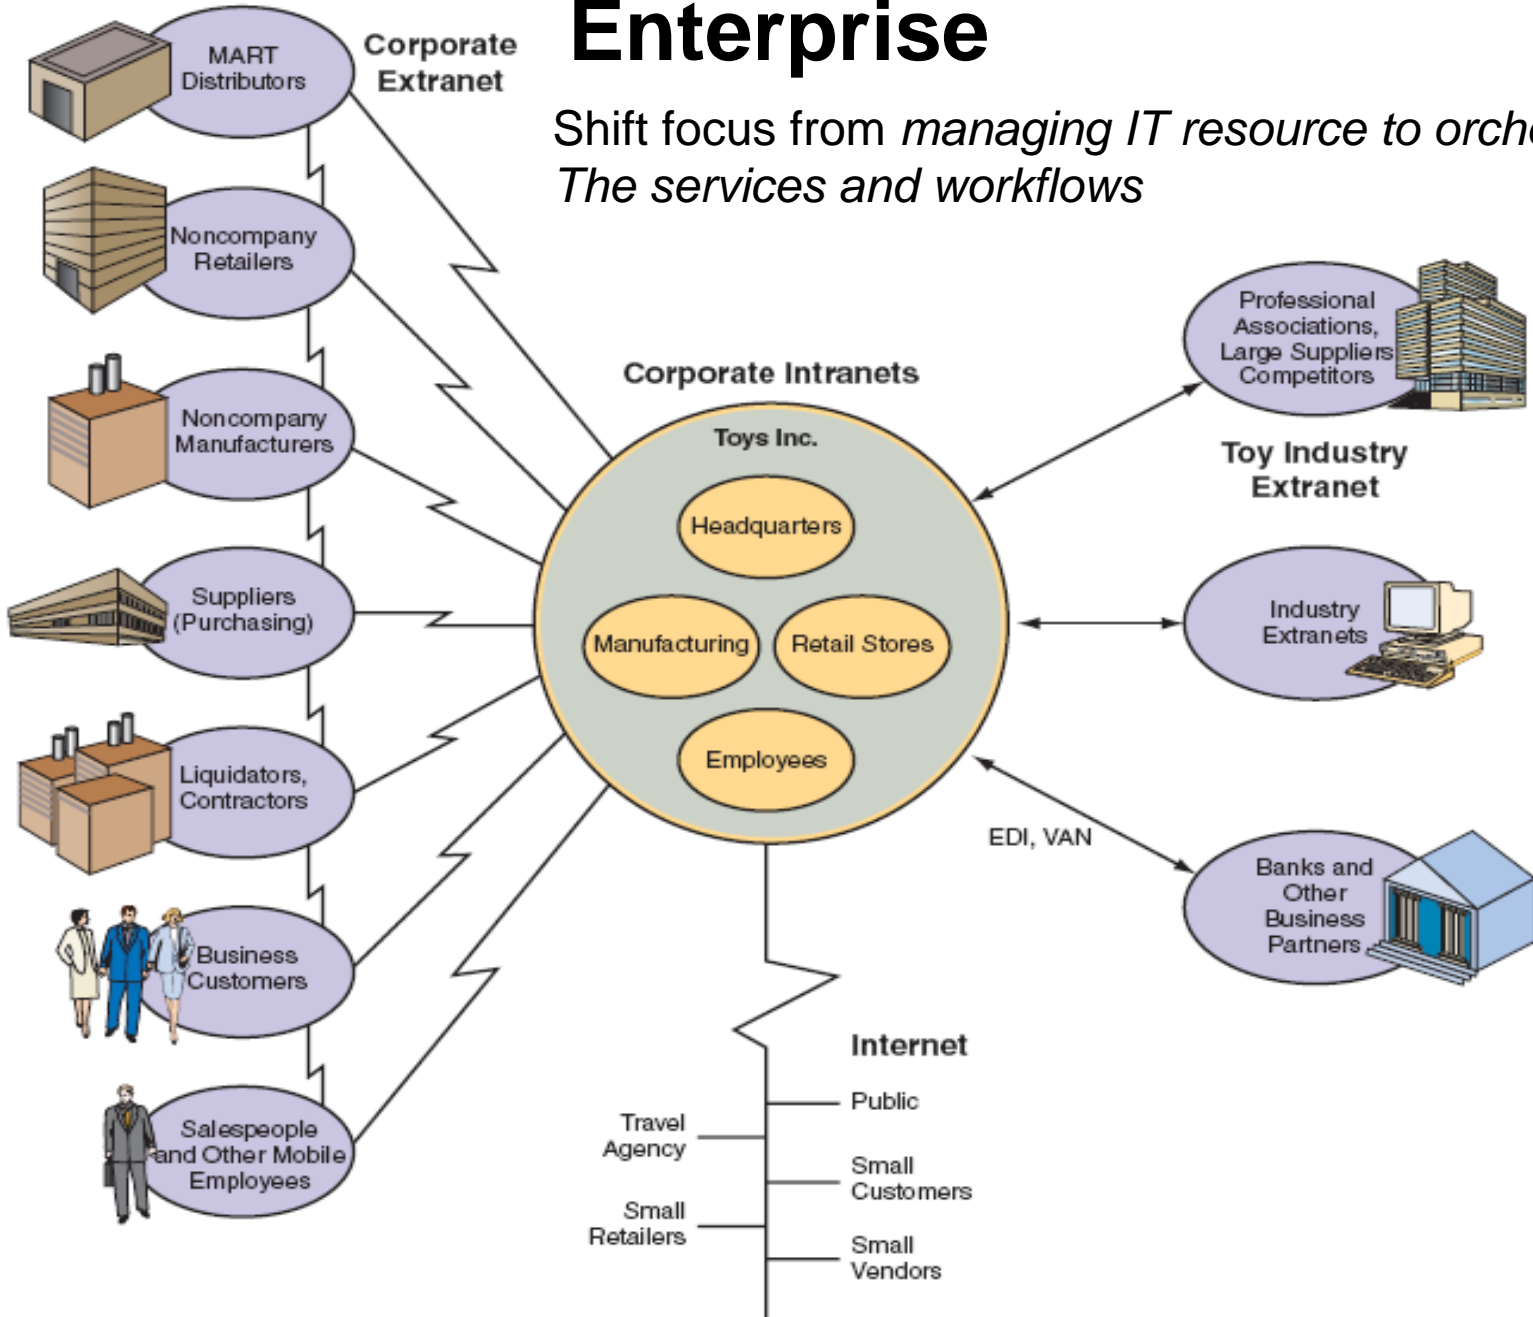 Enterprise
Shift focus from managing IT resource to
The services and workflows
Corporate
Extranet
MART
Distributors
Noncompany
Retailers
Noncompany
Manufacturers
Suppliers
(Purchasing)
Liquidators,
Contractors
Business
Customers
Salespeople
and Other Mobile
Employees
Corporate Intranets
Toys Inc.
Headquarters
Manufacturing
Retail Stores
Employees
Professional
Associations,
Large Suppliers
Competitors
Toy Industry
Extranet
Industry
Extranets
EDI, VAN
Banks and
Other
Business
Partners
Internet
Public
Travel
Agency
Small
Customers
Small
Retailers
Small
Vendors